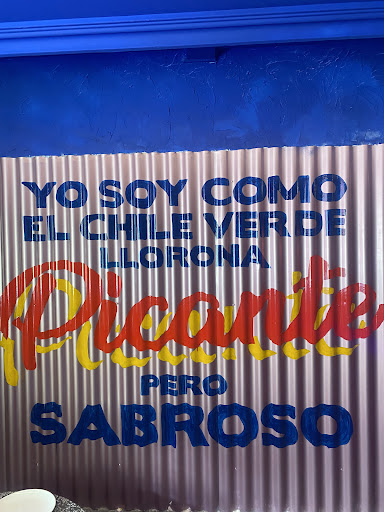 YO SOY COMO
EL CHILE VERDE
LLORONA
Picante
PERO
SABROSO